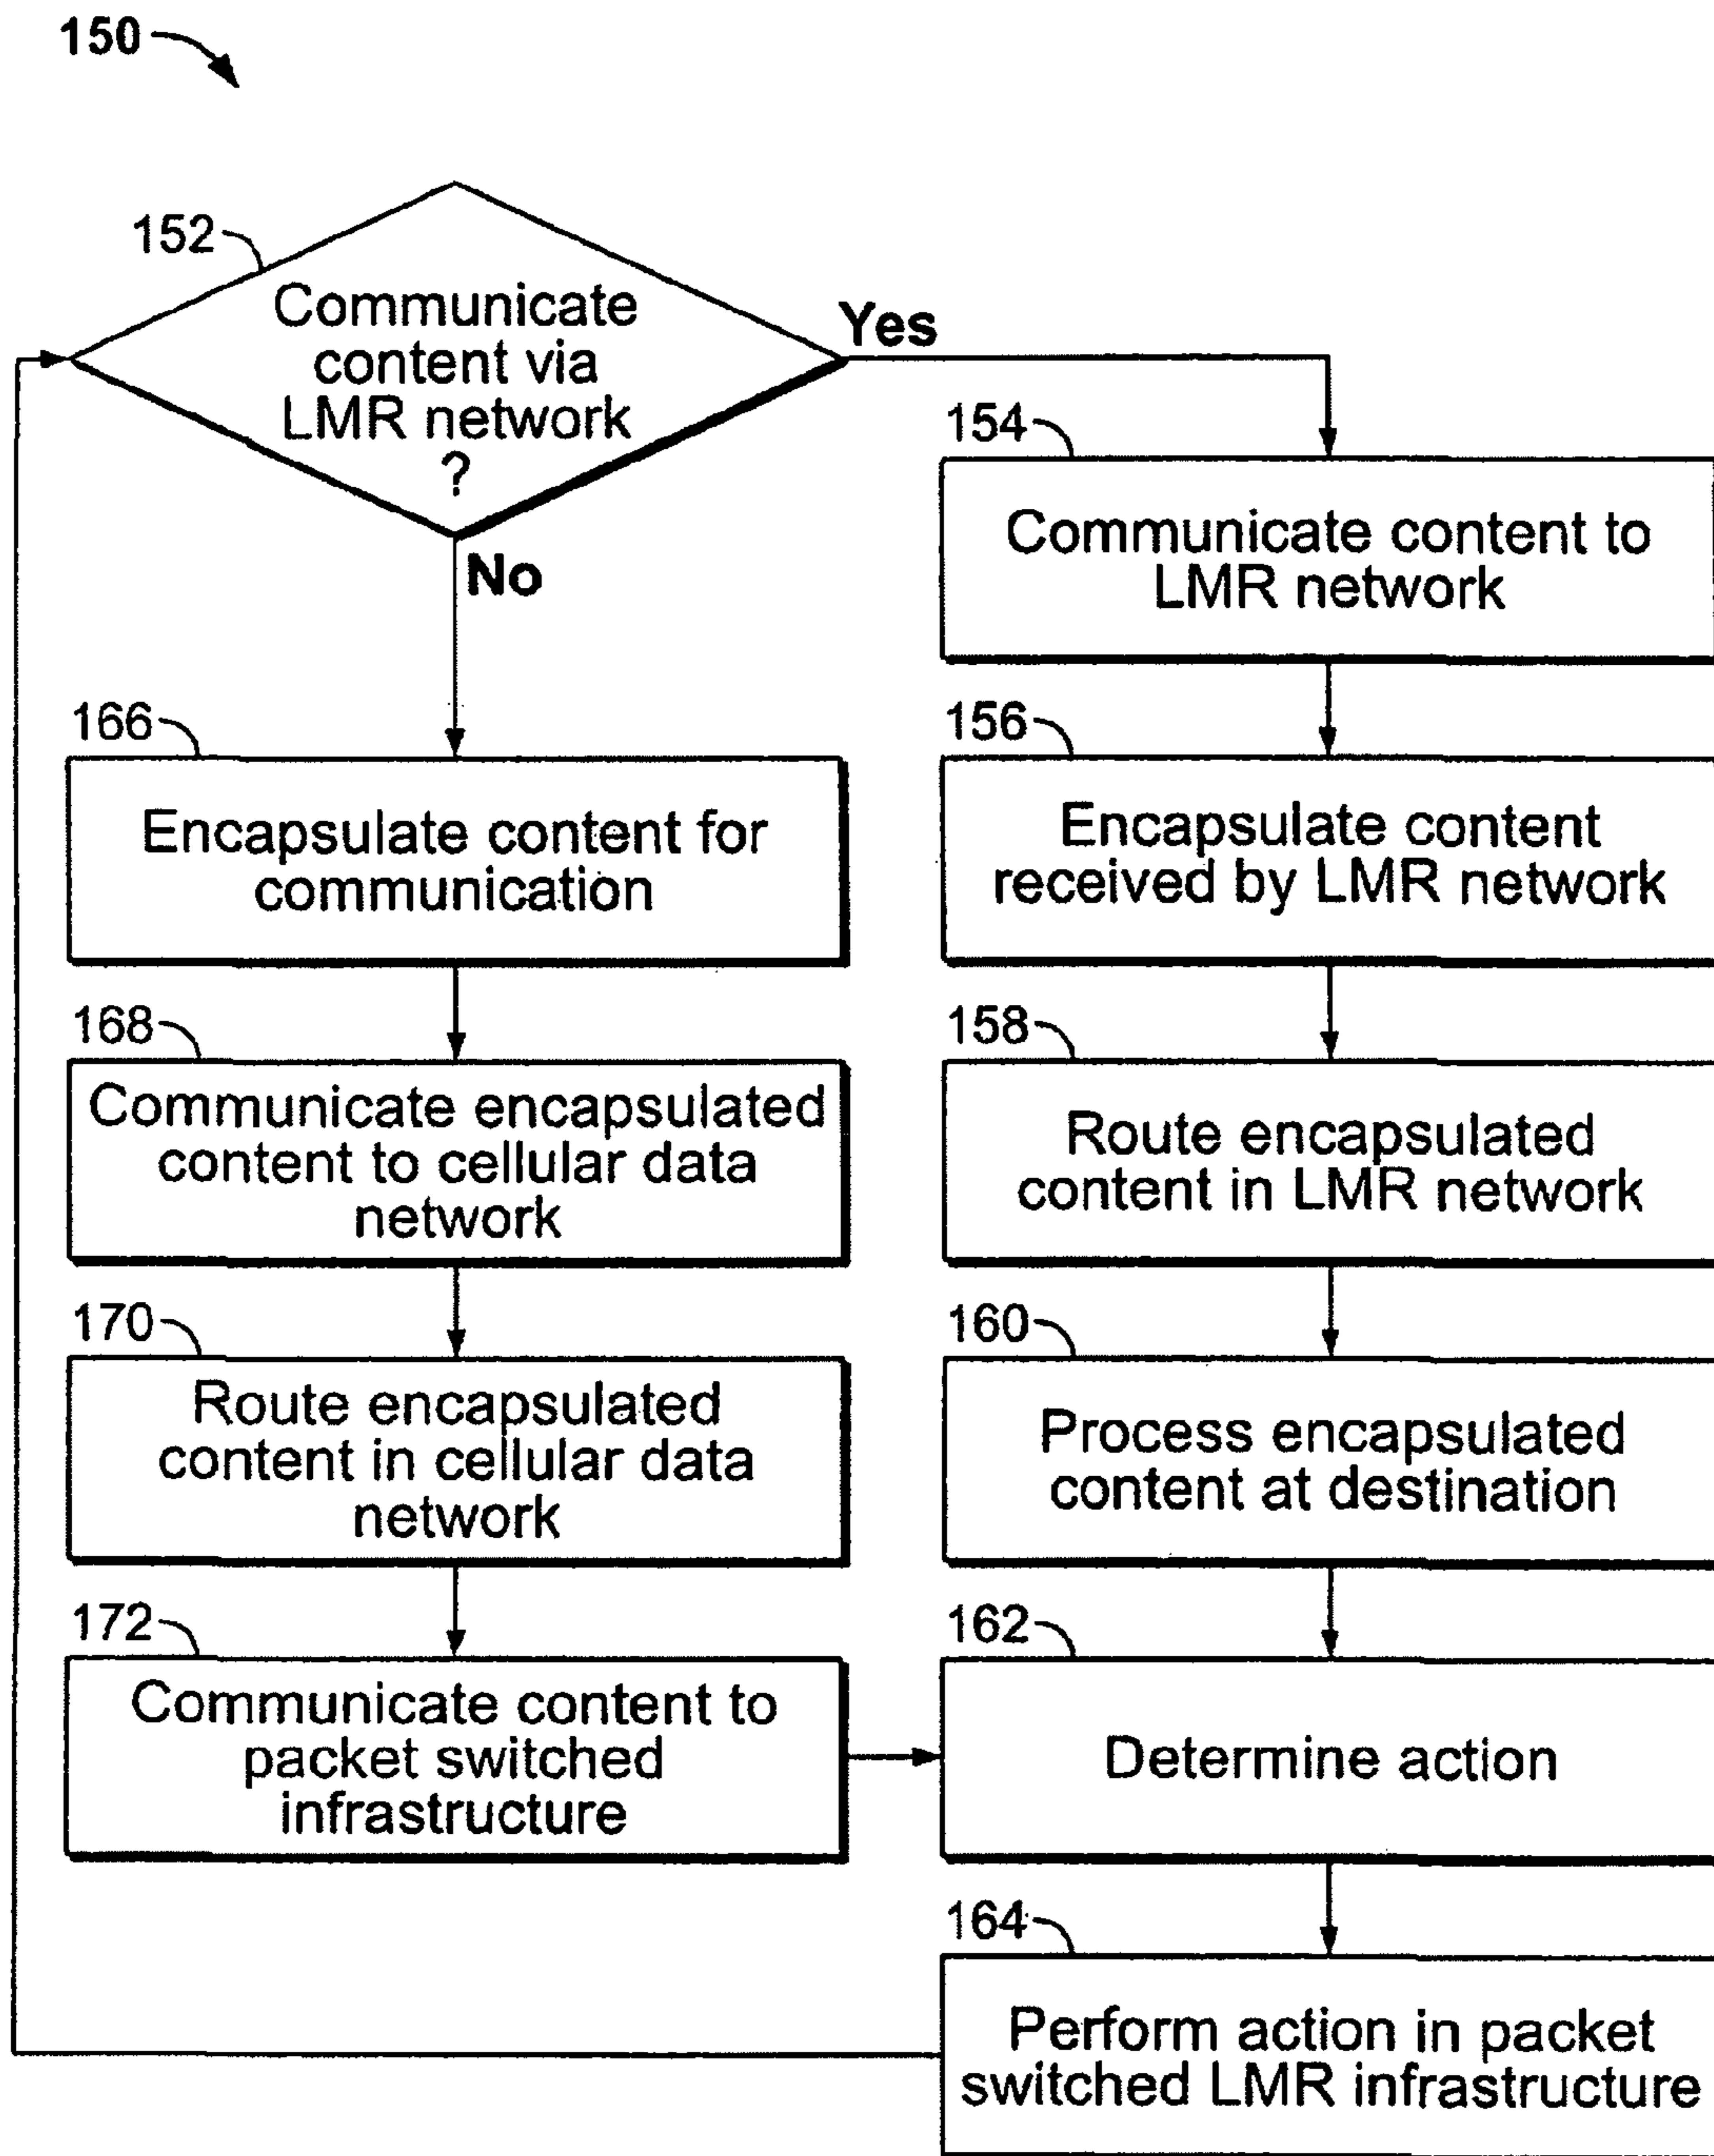 150
152
Communicate
content via
LMR network
?
Yes
No
154
Communicate content to
LMR network
166
Encapsulate content for
communication
156
Encapsulate content
received by LMR network
168
Communicate encapsulated
content to cellular data
network
158
Route encapsulated
content in LMR network
170
Route encapsulated
content in cellular data
network
160
Process encapsulated
content at destination
172
Communicate content to
packet switched
infrastructure
162
Determine action
164
Perform action in packet
switched LMR infrastructure